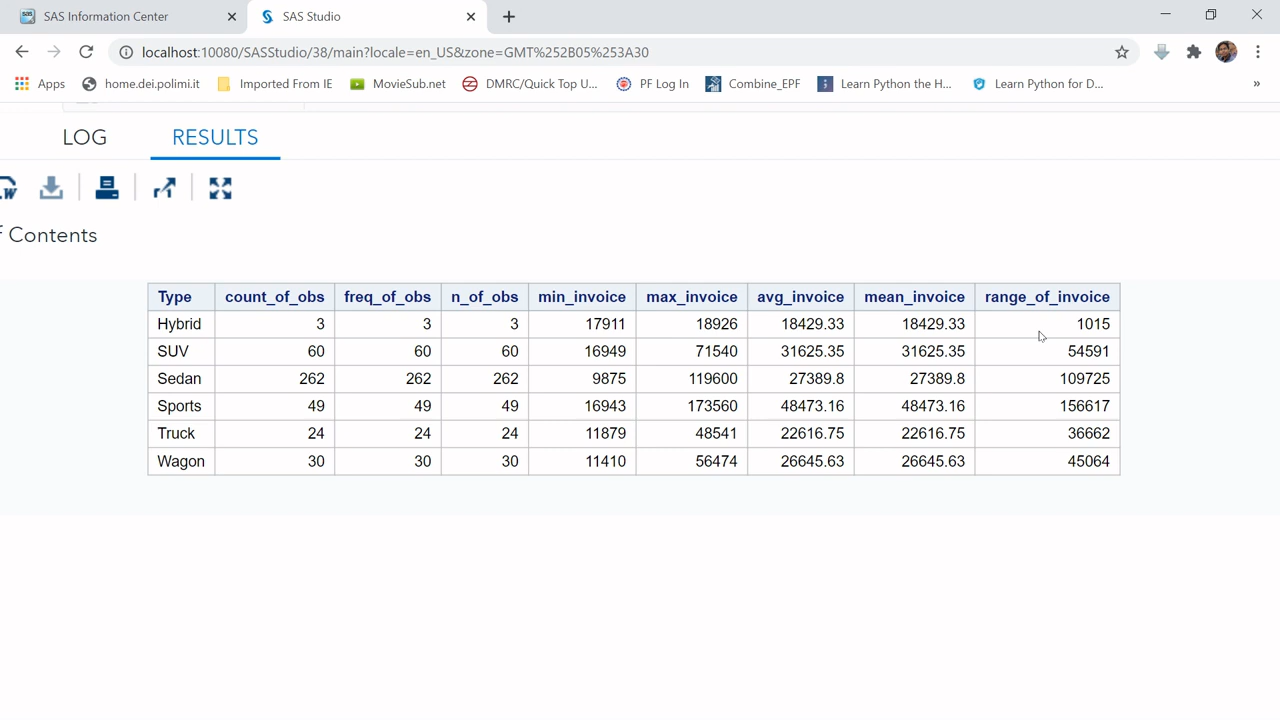 SAS Information Center
SAS Studio
localhost:10080/SASStudio/38/main?locale=en_US&zone=GMT%252B05%253A30
Apps home.dei.polimi.it Imported From IE MovieSub.net DMRC/Quick Top U... PF Log In Combine_EPF Learn Python the H... Learn Python for D... »
LOG RESULTS
f Contents
Type count_of_obs freq_of_obs n_of_obs min_invoice max_invoice avg_invoice mean_invoice range_of_invoice
Hybrid 3 3 3 17911 18926 18429.33 18429.33 1015
SUV 60 60 60 16949 71540 31625.35 31625.35 54591
Sedan 262 262 262 9875 119600 27389.8 27389.8 109725
Sports 49 49 49 16943 173560 48473.16 48473.16 156617
Truck 24 24 24 11879 48541 22616.75 22616.75 36662
Wagon 30 30 30 11410 56474 26645.63 26645.63 45064